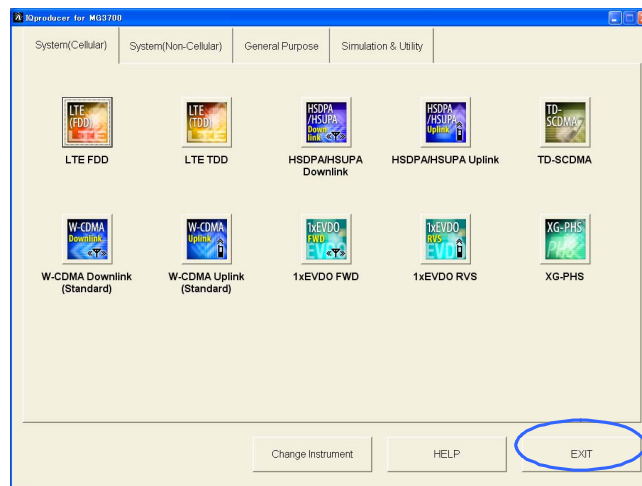 IQproducer for MG3700
System(Cellular) System(Non-Cellular) General Purpose Simulation & Utility
LTE (FDD) LTE
LTE (TDD) LTE
HSDPA /HSUPA Down link
HSDPA /HSUPA Uplink
TD-SCDMA
LTE FDD
LTE TDD
HSDPA/HSUPA Downlink
HSDPA/HSUPA Uplink
TD-SCDMA
W-CDMA Downlink
W-CDMA Uplink
1xEVDO FWD EVD
1xEVDO RVS EVD
XG-PHS PHS
W-CDMA Downlink (Standard)
W-CDMA Uplink (Standard)
1xEVDO FWD
1xEVDO RVS
XG-PHS
Change Instrument HELP EXIT